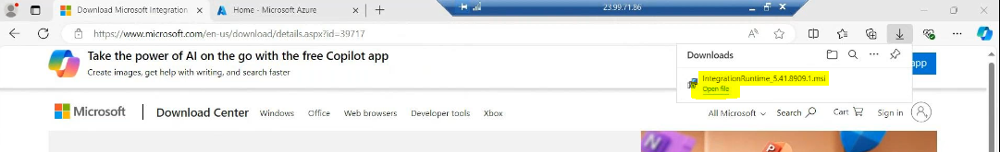 Download Microsoft Integration
Home - Microsoft Azure
23.99.71.86
https://www.microsoft.com/en-us/download/details.aspx?id=39717
Take the power of AI on the go with the free Copilot app
Create images, get help with writing, and search faster
Downloads
app
IntegrationRuntime_5.41.8909.1.msi
Open file
Microsoft
Download Center
Windows
Office
Web browsers
Developer tools
Xbox
All Microsoft
Search
Cart
Sign in